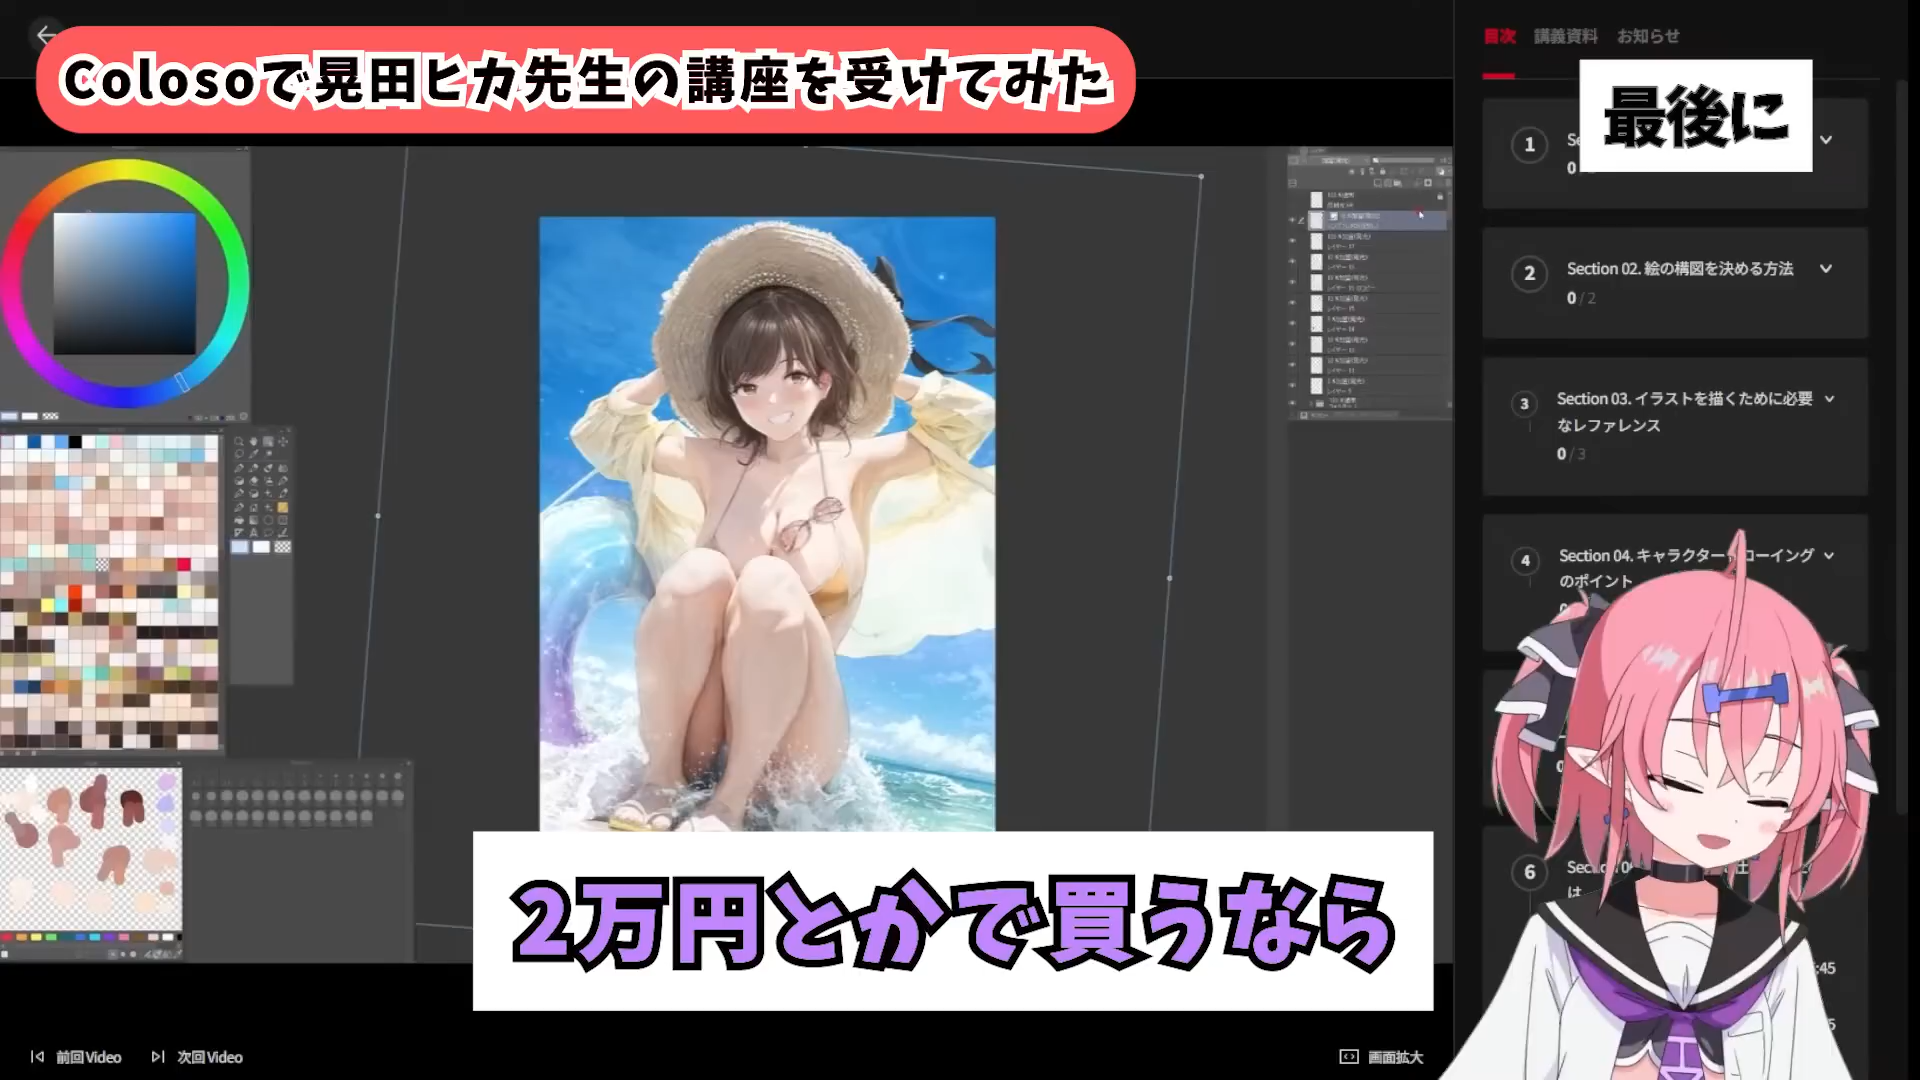 Colosoで晃田ヒカ先生の講座を受けてみた
目次 講義資料 お知らせ
最後に
1
0
2
Section 02. 絵の構図を決める方法
0 / 2
3
Section 03. イラストを描くために必要
なレファレンス
0 / 3
4
Section 04. キャラクター
ローイング
のポイント
6
は
:45
2万円とかで買うなら
前回Video
次回Video
画面拡大